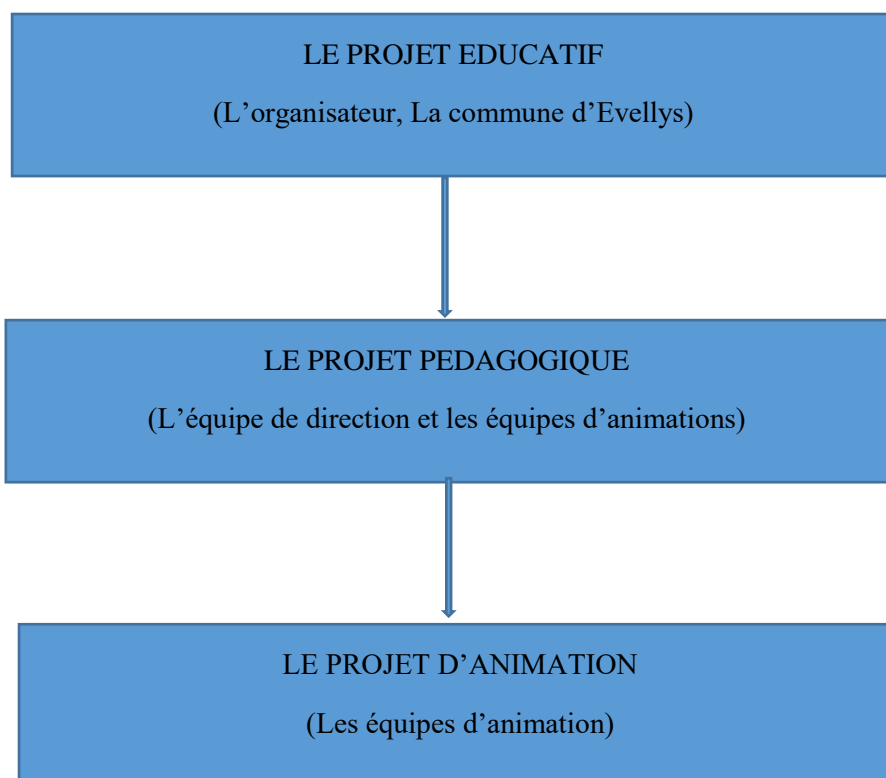 LE PROJET EDUCATIF
(L’organisateur, La commune d’Evellys)
LE PROJET PEDAGOGIQUE
(L’équipe de direction et les équipes d’animations)
LE PROJET D’ANIMATION
(Les équipes d’animation)